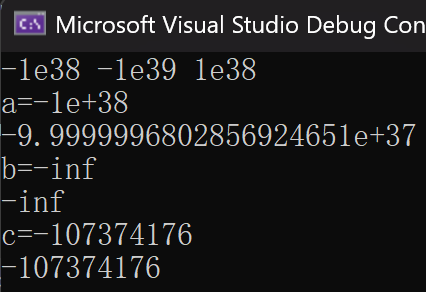 Microsoft Visual Studio Debug Con
-1e38 -1e39 1e38
a=-1e+38
-9.9999996802856924651e+37
b=-inf
-inf
c=-107374176
-107374176